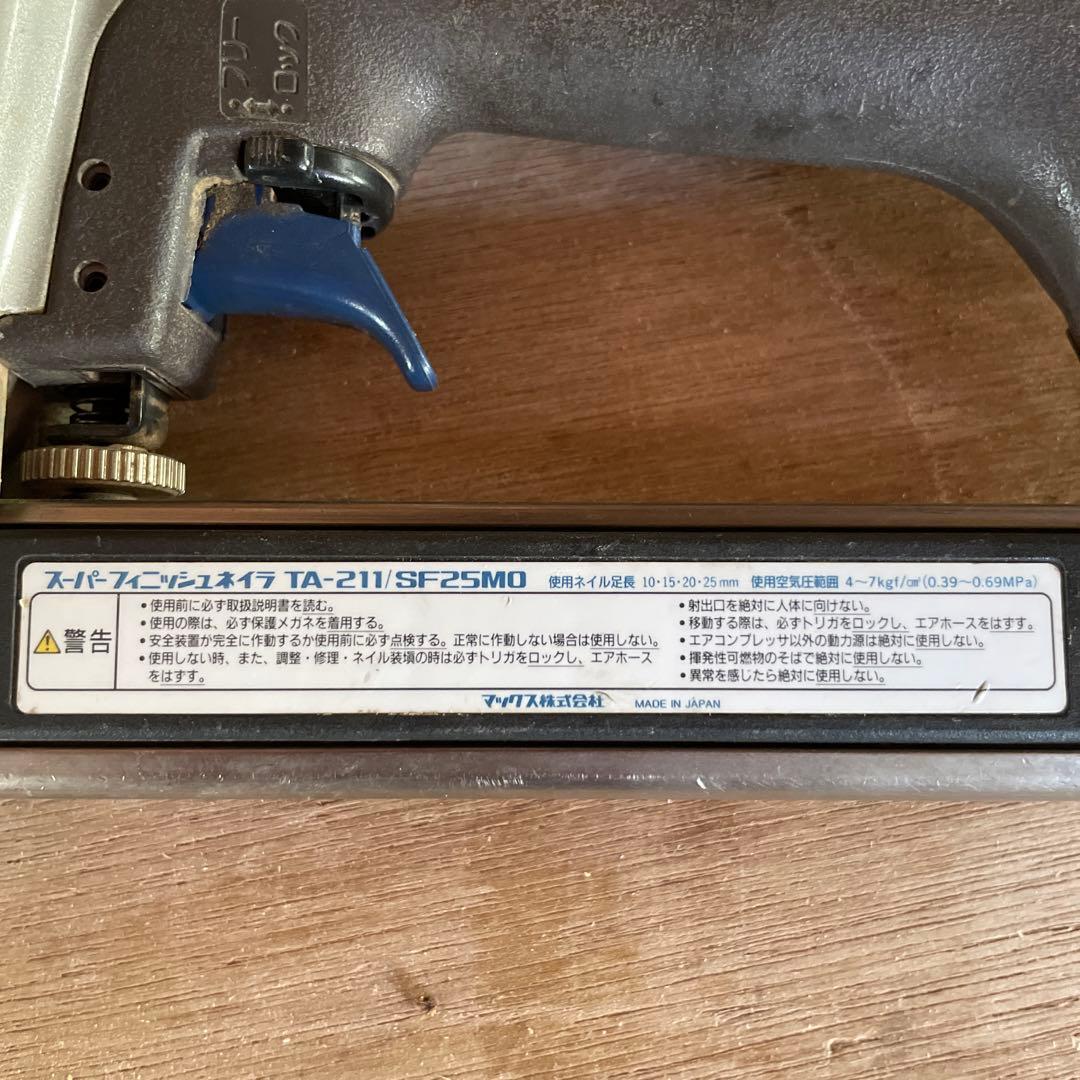 フリー
ロック
スーパーフィニッシュネイラ TA-211/SF25M0 使用ネイル足長 10・15・20・25mm 使用空気圧範囲 4～7kgf/c㎡(0.39～0.69MPa)
警告
・使用前に必ず取扱説明書を読む。
・使用の際は、必ず保護メガネを着用する。
・安全装置が完全に作動するか使用前に必ず点検する。正常に作動しない場合は使用しない。
・使用しない時、また、調整・修理・ネイル装填の時は必ずトリガをロックし、エアホース
をはずす。
・射出口を絶対に人体に向けない。
・移動する際は、必ずトリガをロックし、エアホースをはずす。
・エアコンプレッサ以外の動力源は絶対に使用しない。
・揮発性可燃物のそばで絶対に使用しない。
・異常を感じたら絶対に使用しない。
マックス株式会社 MADE IN JAPAN